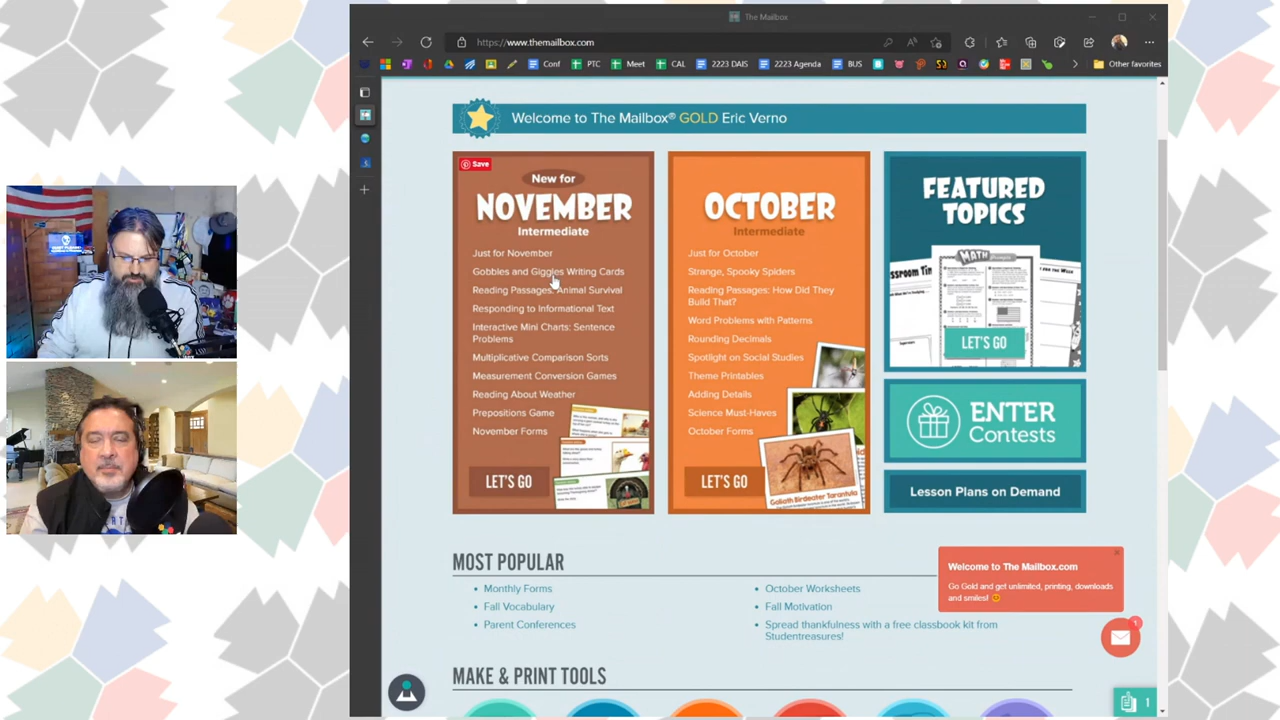 The Mailbox
https://www.themailbox.com
Conf
PTC
Meet
CAL
2223 DAIS
2223 Agenda
BUS
Other favorites
Welcome to The Mailbox® GOLD Eric Verno
Save
New for
NOVEMBER
Intermediate
Just for November
Gobbles and Giggles Writing Cards
Reading Passages: Animal Survival
Responding to Informational Text
Interactive Mini Charts: Sentence
Problems
Multiplicative Comparison Sorts
Measurement Conversion Games
Reading About Weather
Prepositions Game
November Forms
LET'S GO
OCTOBER
Intermediate
Just for October
Strange, Spooky Spiders
Reading Passages: How Did They
Build That?
Word Problems with Patterns
Rounding Decimals
Spotlight on Social Studies
Theme Printables
Adding Details
Science Must-Haves
October Forms
LET'S GO
Goliath Birdeater Tarantula
FEATURED
TOPICS
MATH
LET'S GO
ENTER
Contests
Lesson Plans on Demand
MOST POPULAR
Monthly Forms
Fall Vocabulary
Parent Conferences
October Worksheets
Fall Motivation
Spread thankfulness with a free classbook kit from
Studentreasures!
Welcome to The Mailbox.com
Go Gold and get unlimited, printing, downloads
and smiles!
1
MAKE & PRINT TOOLS
1